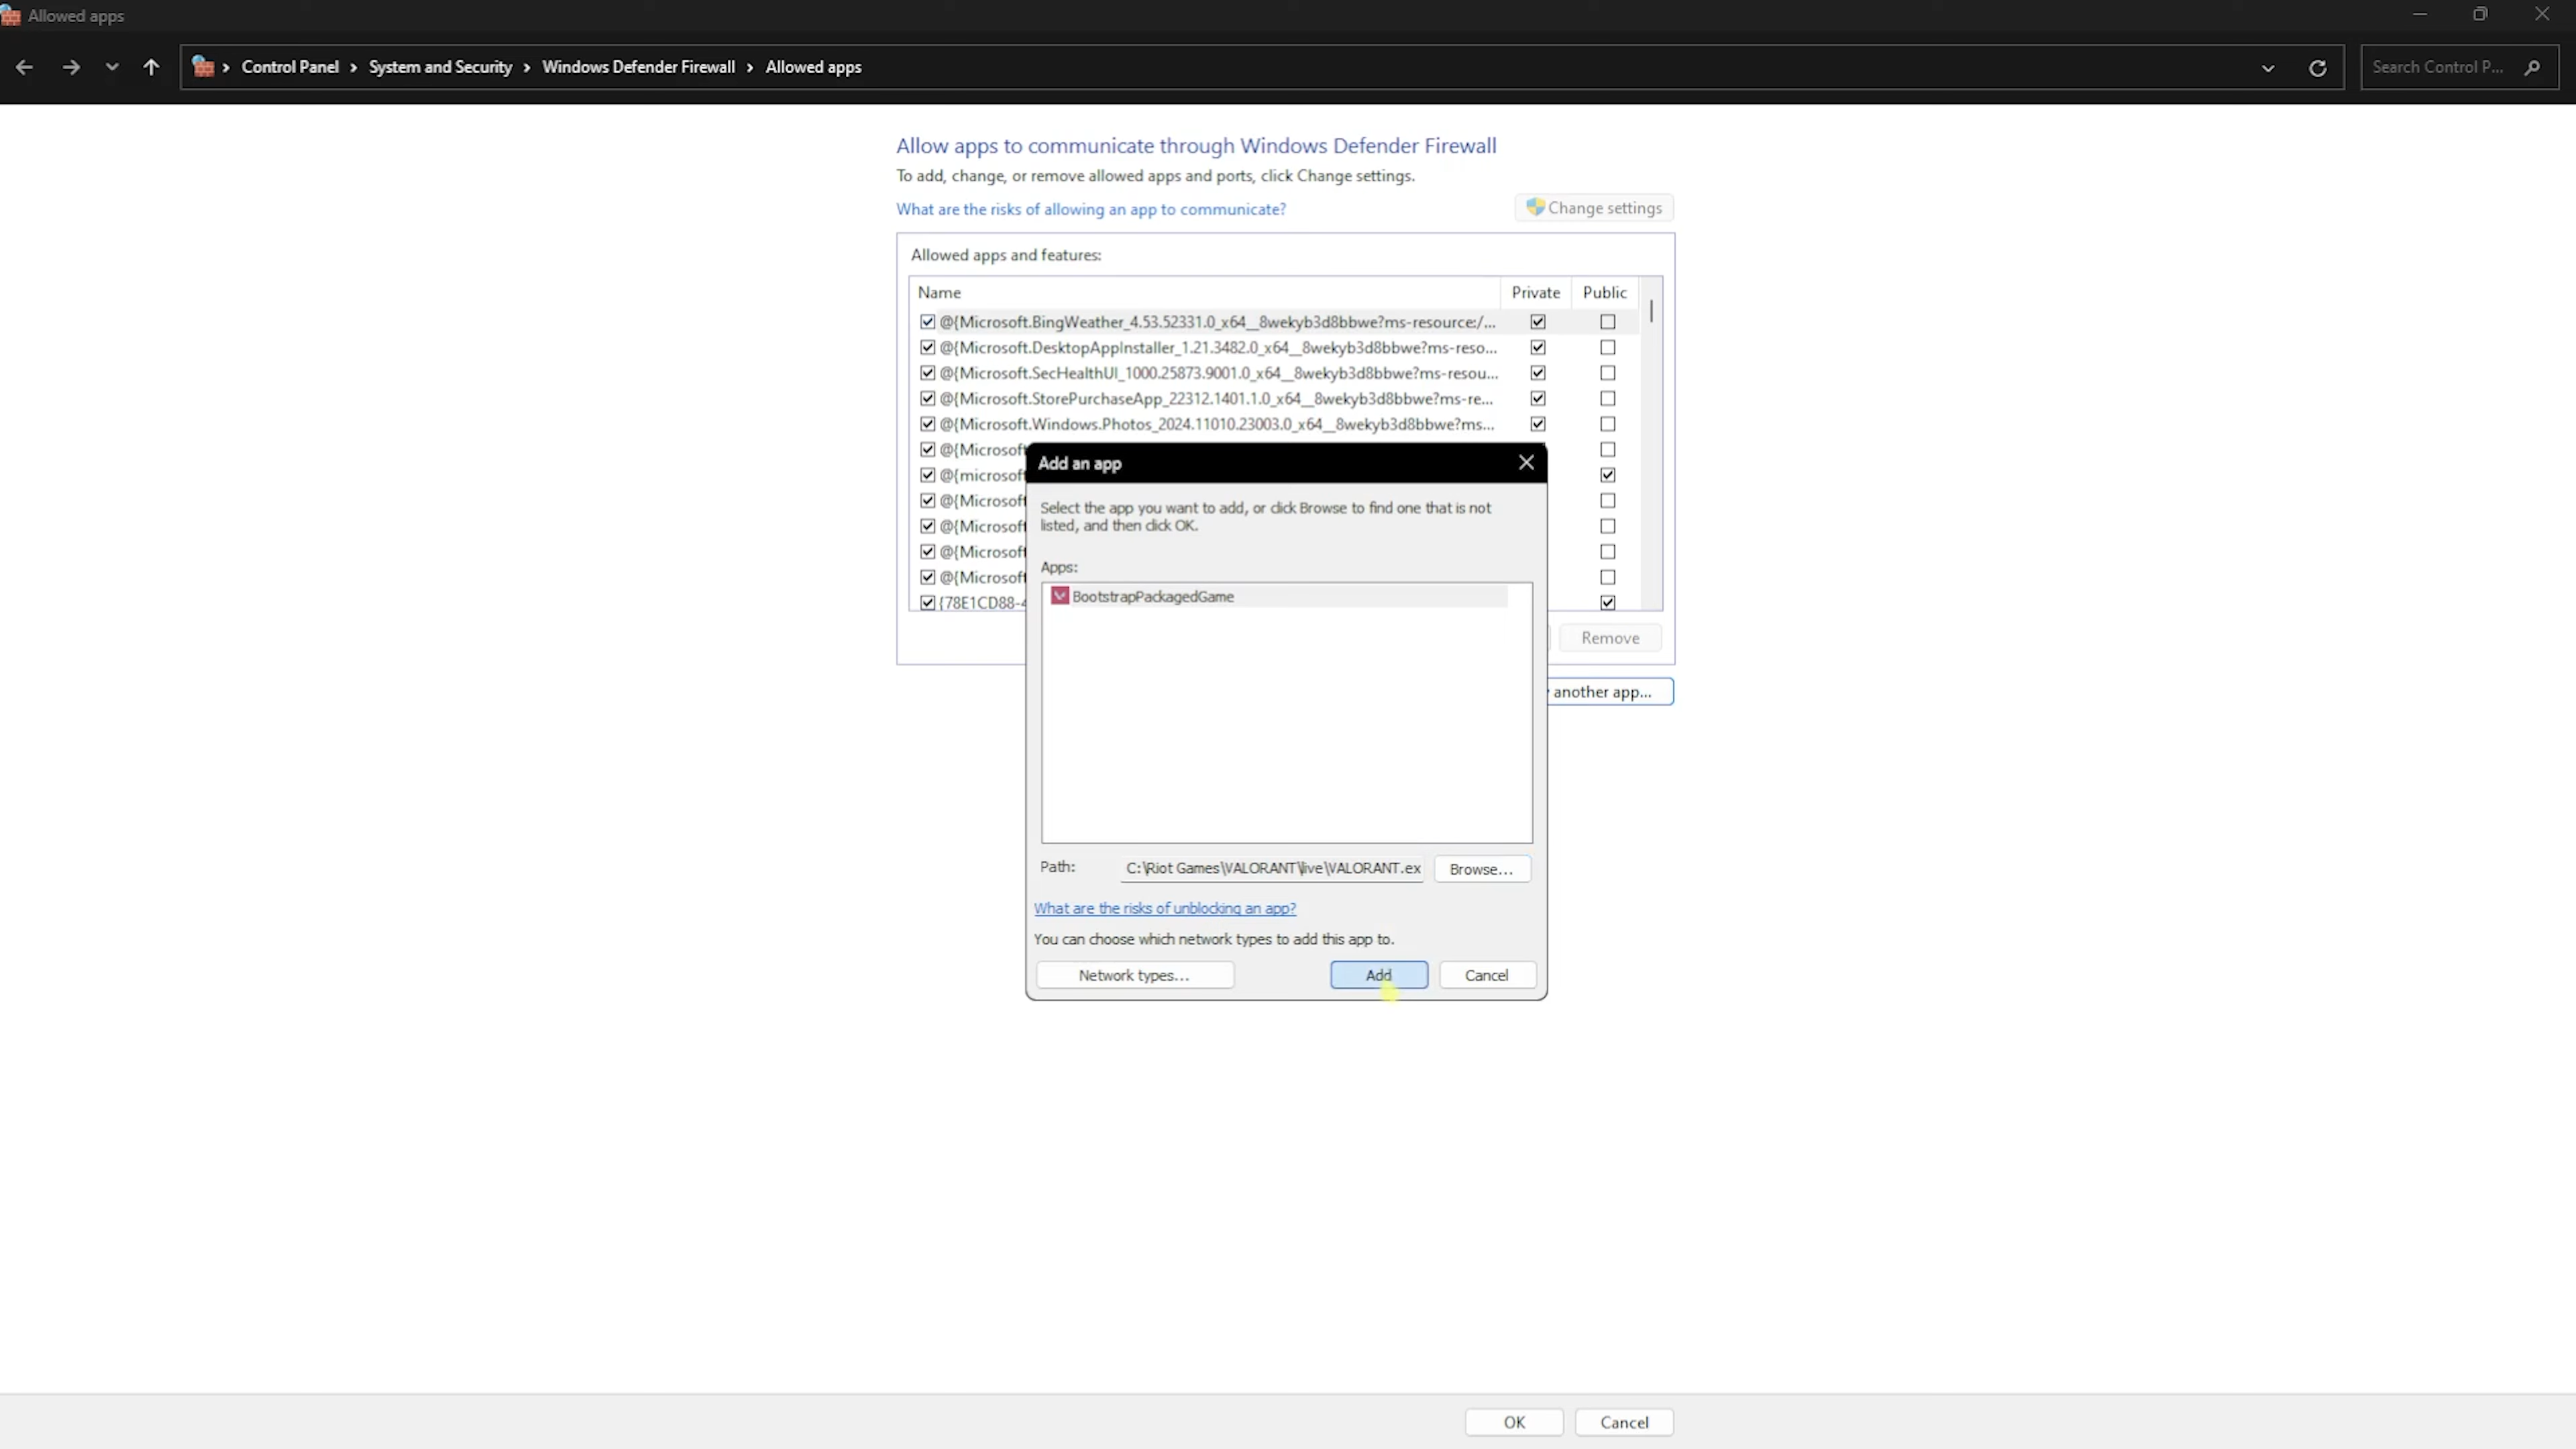 Allowed apps
Control Panel › System and Security › Windows Defender Firewall › Allowed apps
Search Control P...
Allow apps to communicate through Windows Defender Firewall
To add, change, or remove allowed apps and ports, click Change settings.
What are the risks of allowing an app to communicate?
Change settings
Allowed apps and features:
Name Private Public
@{Microsoft.BingWeather_4.53.52331.0_x64__8wekyb3d8bbwe?ms-resource:/...
@{Microsoft.DesktopAppInstaller_1.21.3482.0_x64__8wekyb3d8bbwe?ms-reso...
@{Microsoft.SecHealthUI_1000.25873.9001.0_x64__8wekyb3d8bbwe?ms-resou...
@{Microsoft.StorePurchaseApp_22312.1401.1.0_x64__8wekyb3d8bbwe?ms-re...
@{Microsoft.Windows.Photos_2024.11010.23003.0_x64__8wekyb3d8bbwe?ms...
@{Microsoft
@{microsoft
@{Microsoft
@{Microsoft
@{Microsoft
@{Microsoft
{78E1CD88-4
Remove
another app...
Add an app
Select the app you want to add, or click Browse to find one that is not
listed, and then click OK.
Apps:
BootstrapPackagedGame
Path: C:\Riot Games\VALORANT\live\VALORANT.ex Browse...
What are the risks of unblocking an app?
You can choose which network types to add this app to.
Network types... Add Cancel
OK Cancel